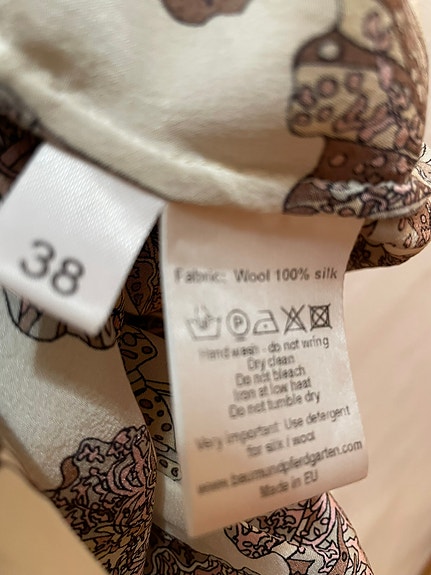 38
Fabric: Wool 100% silk
P
Hand wash - do not wring
Dry clean
Do not bleach
Iron at low heat
Do not tumble dry
Very important: Use detergent
for silk / wool
www.baumundpferdgarten.com
Made in EU